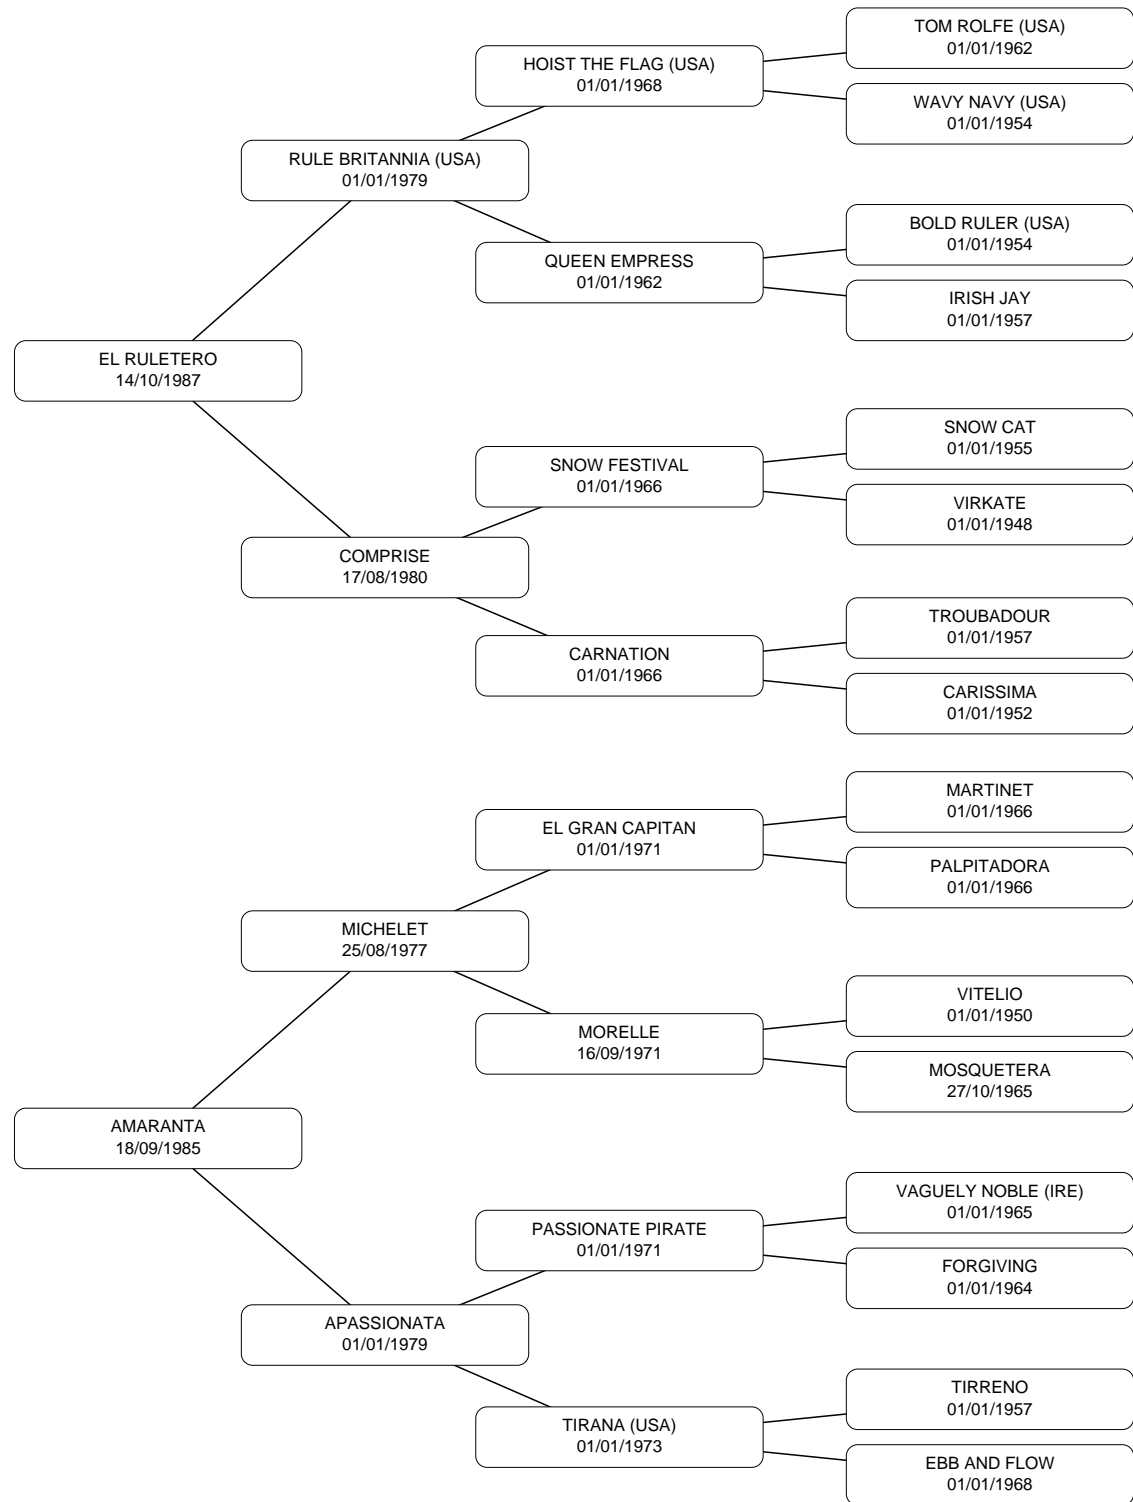 TOM ROLFE (USA)
01/01/1962
HOIST THE FLAG (USA)
01/01/1968
WAVY NAVY (USA)
01/01/1954
RULE BRITANNIA (USA)
01/01/1979
BOLD RULER (USA)
01/01/1954
QUEEN EMPRESS
01/01/1962
IRISH JAY
01/01/1957
EL RULETERO
14/10/1987
SNOW CAT
01/01/1955
SNOW FESTIVAL
01/01/1966
VIRKATE
01/01/1948
COMPRISE
17/08/1980
TROUBADOUR
01/01/1957
CARNATION
01/01/1966
CARISSIMA
01/01/1952
MARTINET
01/01/1966
EL GRAN CAPITAN
01/01/1971
PALPITADORA
01/01/1966
MICHELET
25/08/1977
VITELIO
01/01/1950
MORELLE
16/09/1971
MOSQUETERA
27/10/1965
AMARANTA
18/09/1985
VAGUELY NOBLE (IRE)
01/01/1965
PASSIONATE PIRATE
01/01/1971
FORGIVING
01/01/1964
APASSIONATA
01/01/1979
TIRRENO
01/01/1957
TIRANA (USA)
01/01/1973
EBB AND FLOW
01/01/1968